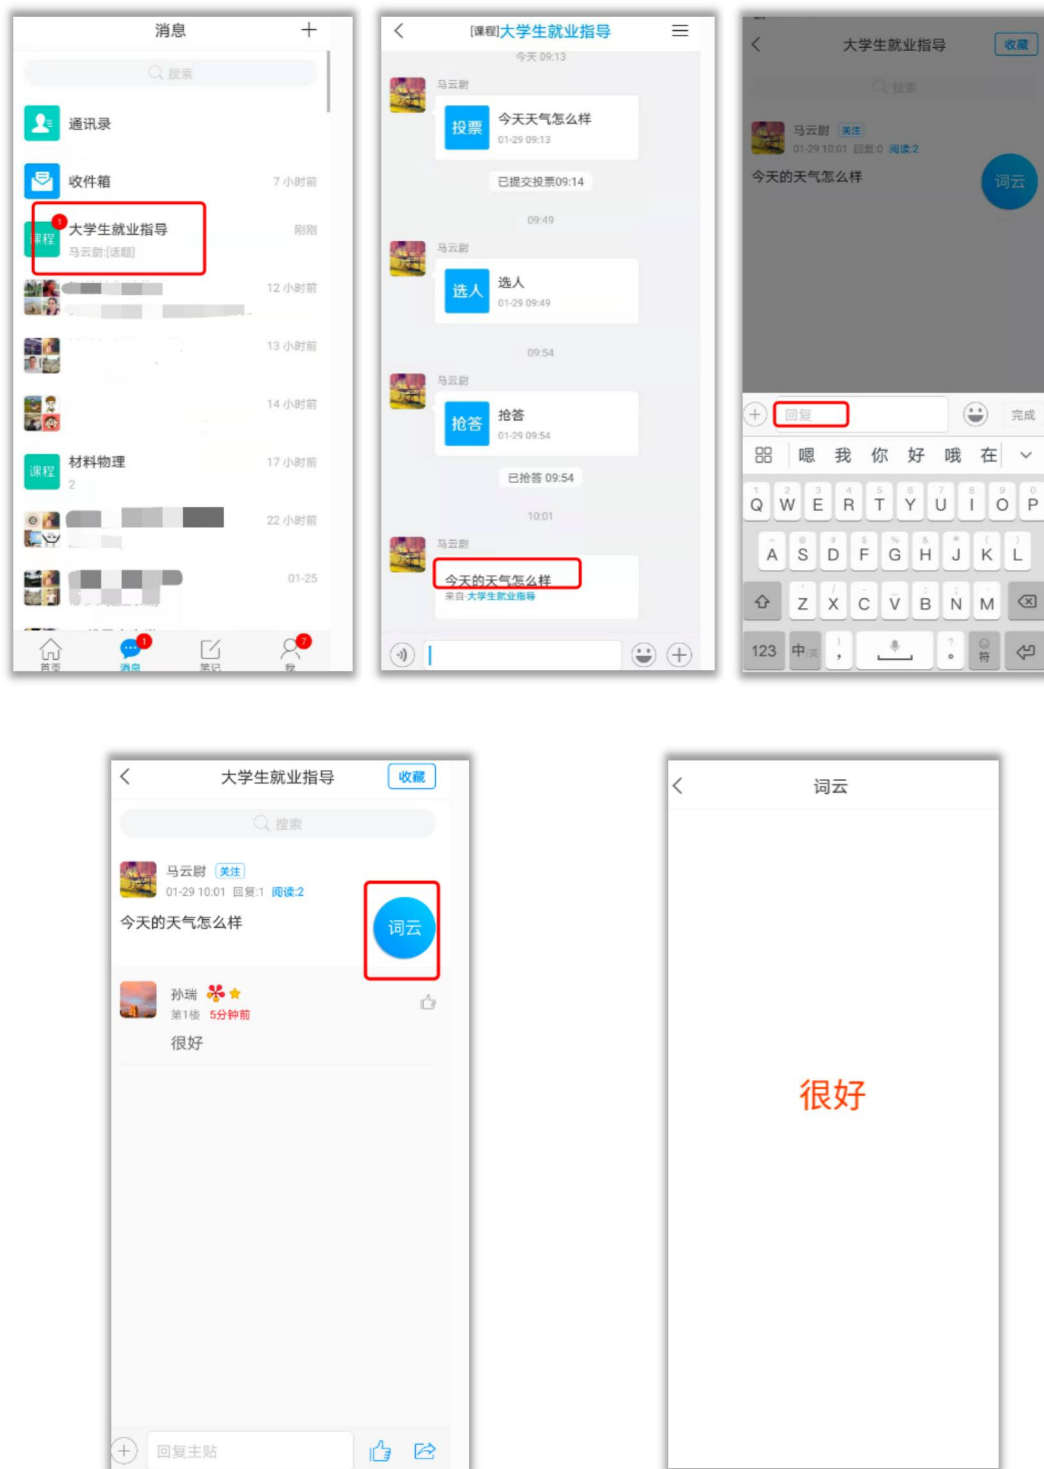 消息
搜索
通讯录
收件箱 7 小时前
课程 1 大学生就业指导 刚刚
马云尉:[话题]
12 小时前
13 小时前
14 小时前
课程 材料物理 17 小时前
2
22 小时前
01-25
1 7
首页 消息 笔记 我
[课程]大学生就业指导
今天 09:13
马云尉
投票 今天天气怎么样
01-29 09:13
已提交投票09:14
09:49
马云尉
选人 选人
01-29 09:49
09:54
马云尉
抢答 抢答
01-29 09:54
已抢答 09:54
10:01
马云尉
今天的天气怎么样
来自·大学生就业指导
大学生就业指导 收藏
搜索
马云尉 关注
01-29 10:01 回复:0 阅读:2
今天的天气怎么样 词云
回复 完成
嗯 我 你 好 哦 在
1 2 3 4 5 6 7 8 9 0
Q W E R T Y U I O P
A S D F G H J K L
Z X C V B N M
123 中/英 ， 。 符
大学生就业指导 收藏
搜索
马云尉 关注
01-29 10:01 回复:1 阅读:2
今天的天气怎么样 词云
孙瑞
第1楼 5分钟前
很好
回复主贴
词云
很好